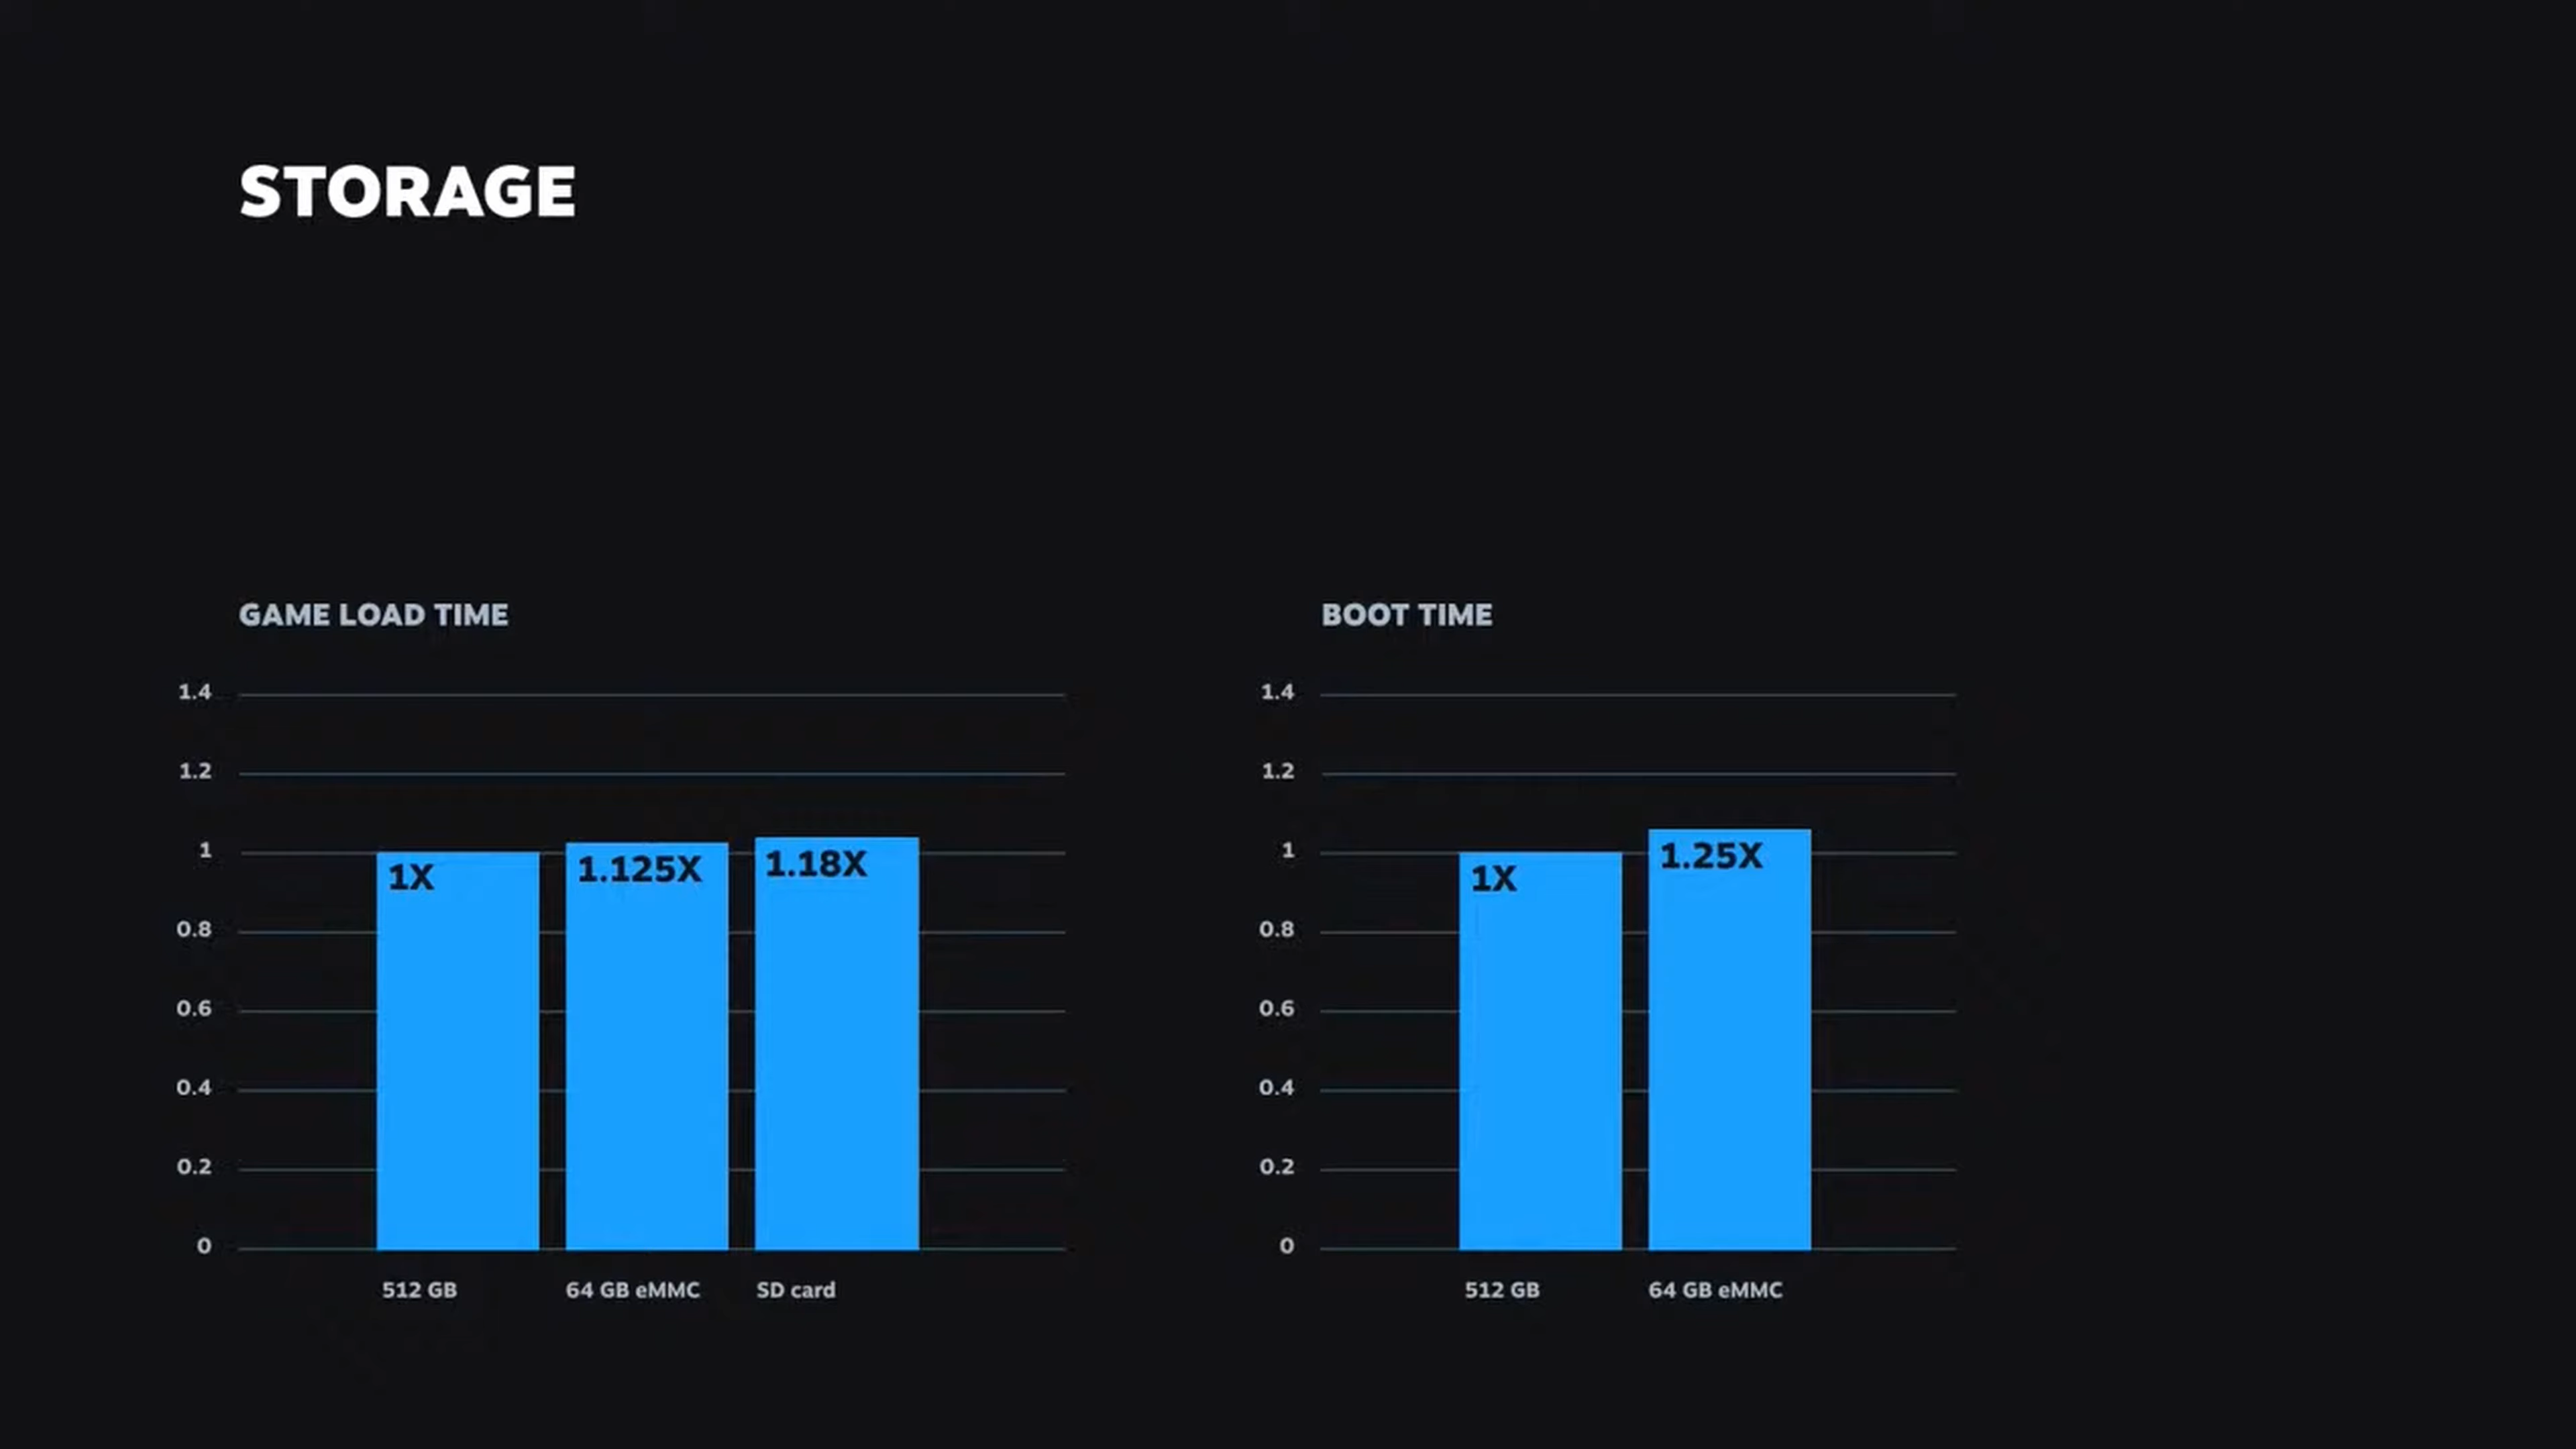 STORAGE
GAME LOAD TIME
1.4
1.2
1
0.8
0.6
0.4
0.2
0
1X
1.125X
1.18X
512 GB
64 GB eMMC
SD card
BOOT TIME
1.4
1.2
1
0.8
0.6
0.4
0.2
0
1X
1.25X
512 GB
64 GB eMMC